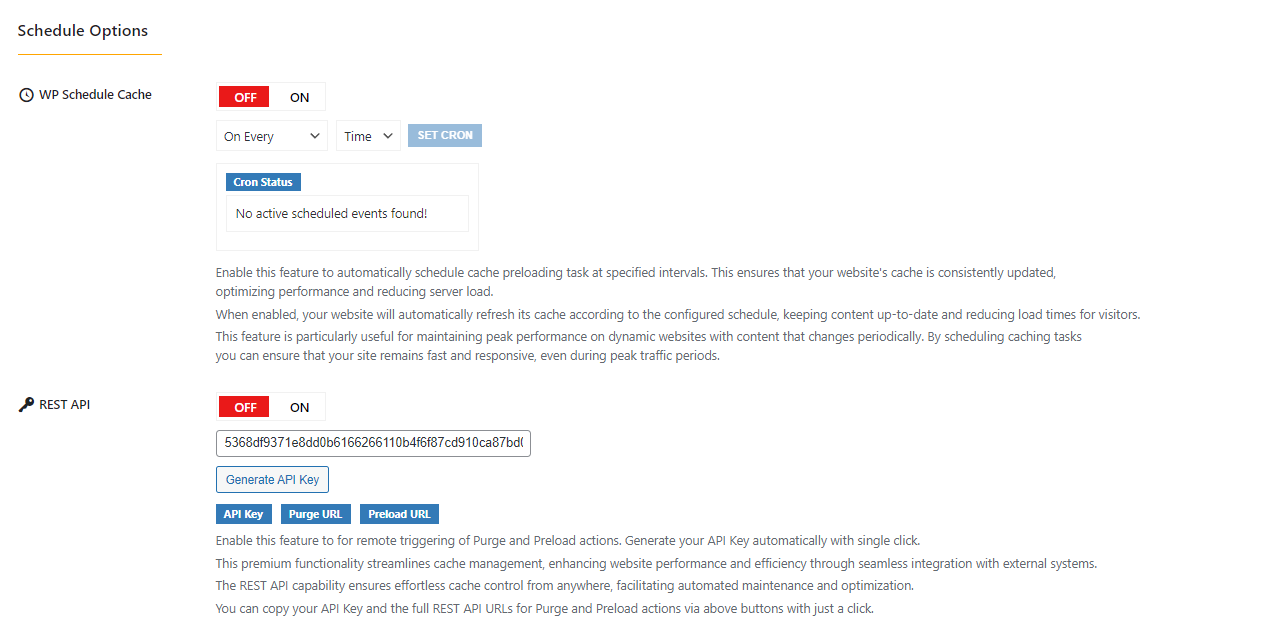 Schedule Options
WP Schedule Cache
OFF ON
On Every Time SET CRON
Cron Status
No active scheduled events found!
Enable this feature to automatically schedule cache preloading task at specified intervals. This ensures that your website's cache is consistently updated,
optimizing performance and reducing server load.
When enabled, your website will automatically refresh its cache according to the configured schedule, keeping content up-to-date and reducing load times for visitors.
This feature is particularly useful for maintaining peak performance on dynamic websites with content that changes periodically. By scheduling caching tasks
you can ensure that your site remains fast and responsive, even during peak traffic periods.
REST API
OFF ON
5368df9371e8dd0b6166266110b4f6f87cd910ca87bd0
Generate API Key
API Key Purge URL Preload URL
Enable this feature to for remote triggering of Purge and Preload actions. Generate your API Key automatically with single click.
This premium functionality streamlines cache management, enhancing website performance and efficiency through seamless integration with external systems.
The REST API capability ensures effortless cache control from anywhere, facilitating automated maintenance and optimization.
You can copy your API Key and the full REST API URLs for Purge and Preload actions via above buttons with just a click.